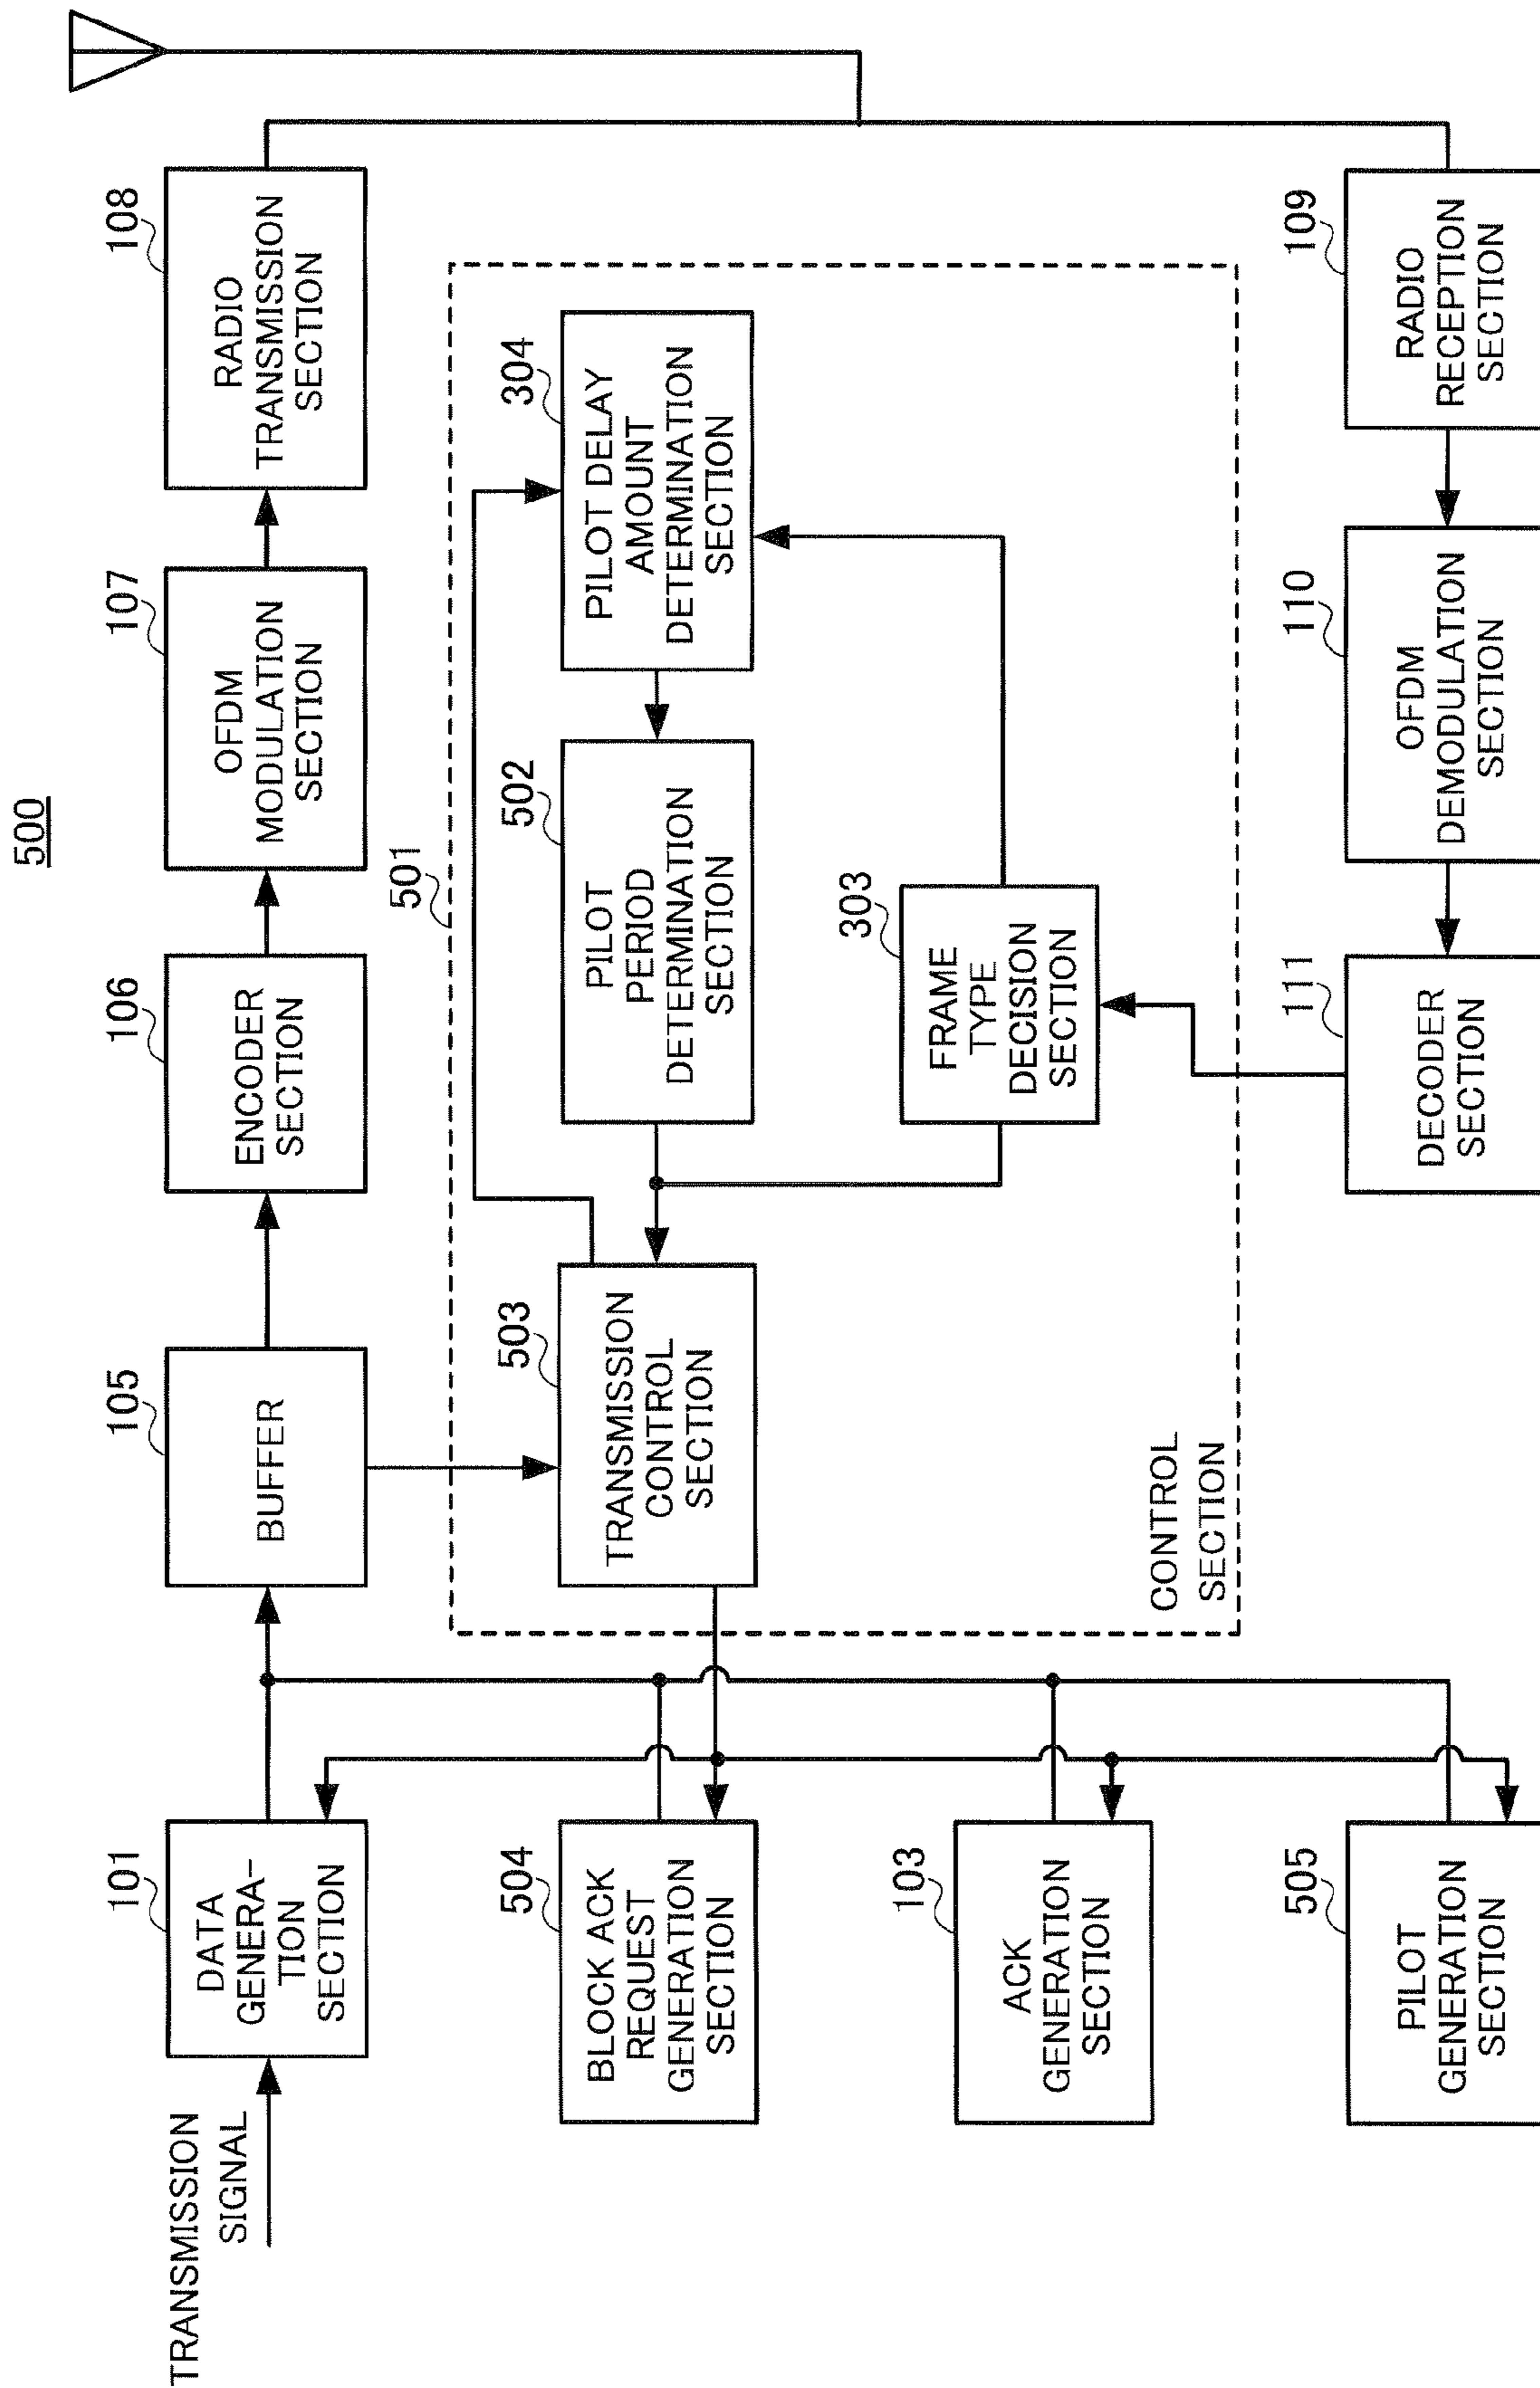 500
TRANSMISSION
SIGNAL
101
DATA
GENERA-
TION
SECTION
105
BUFFER
106
ENCODER
SECTION
107
OFDM
MODULATION
SECTION
108
RADIO
TRANSMISSION
SECTION
501
504
BLOCK ACK
REQUEST
GENERATION
SECTION
503
TRANSMISSION
CONTROL
SECTION
502
PILOT
PERIOD
DETERMINATION
SECTION
304
PILOT DELAY
AMOUNT
DETERMINATION
SECTION
103
ACK
GENERATION
SECTION
303
FRAME
TYPE
DECISION
SECTION
CONTROL
SECTION
505
PILOT
GENERATION
SECTION
111
DECODER
SECTION
110
OFDM
DEMODULATION
SECTION
109
RADIO
RECEPTION
SECTION